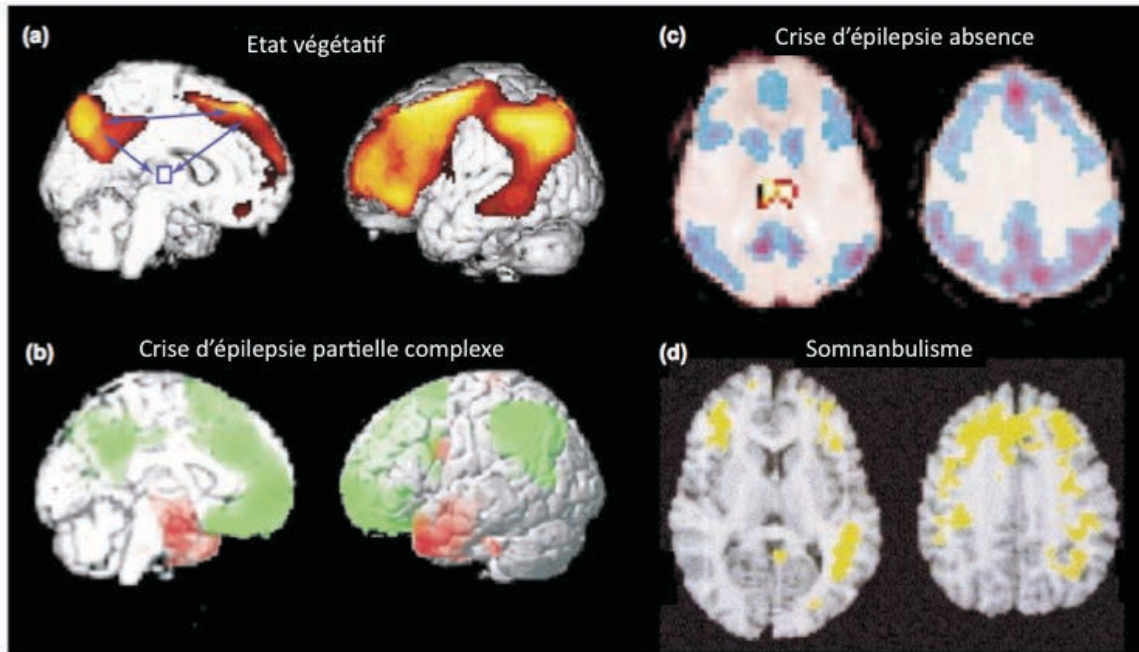 (a) Etat végétatif
(c) Crise d'épilepsie absence
(b) Crise d'épilepsie partielle complexe
(d) Somnanbulisme